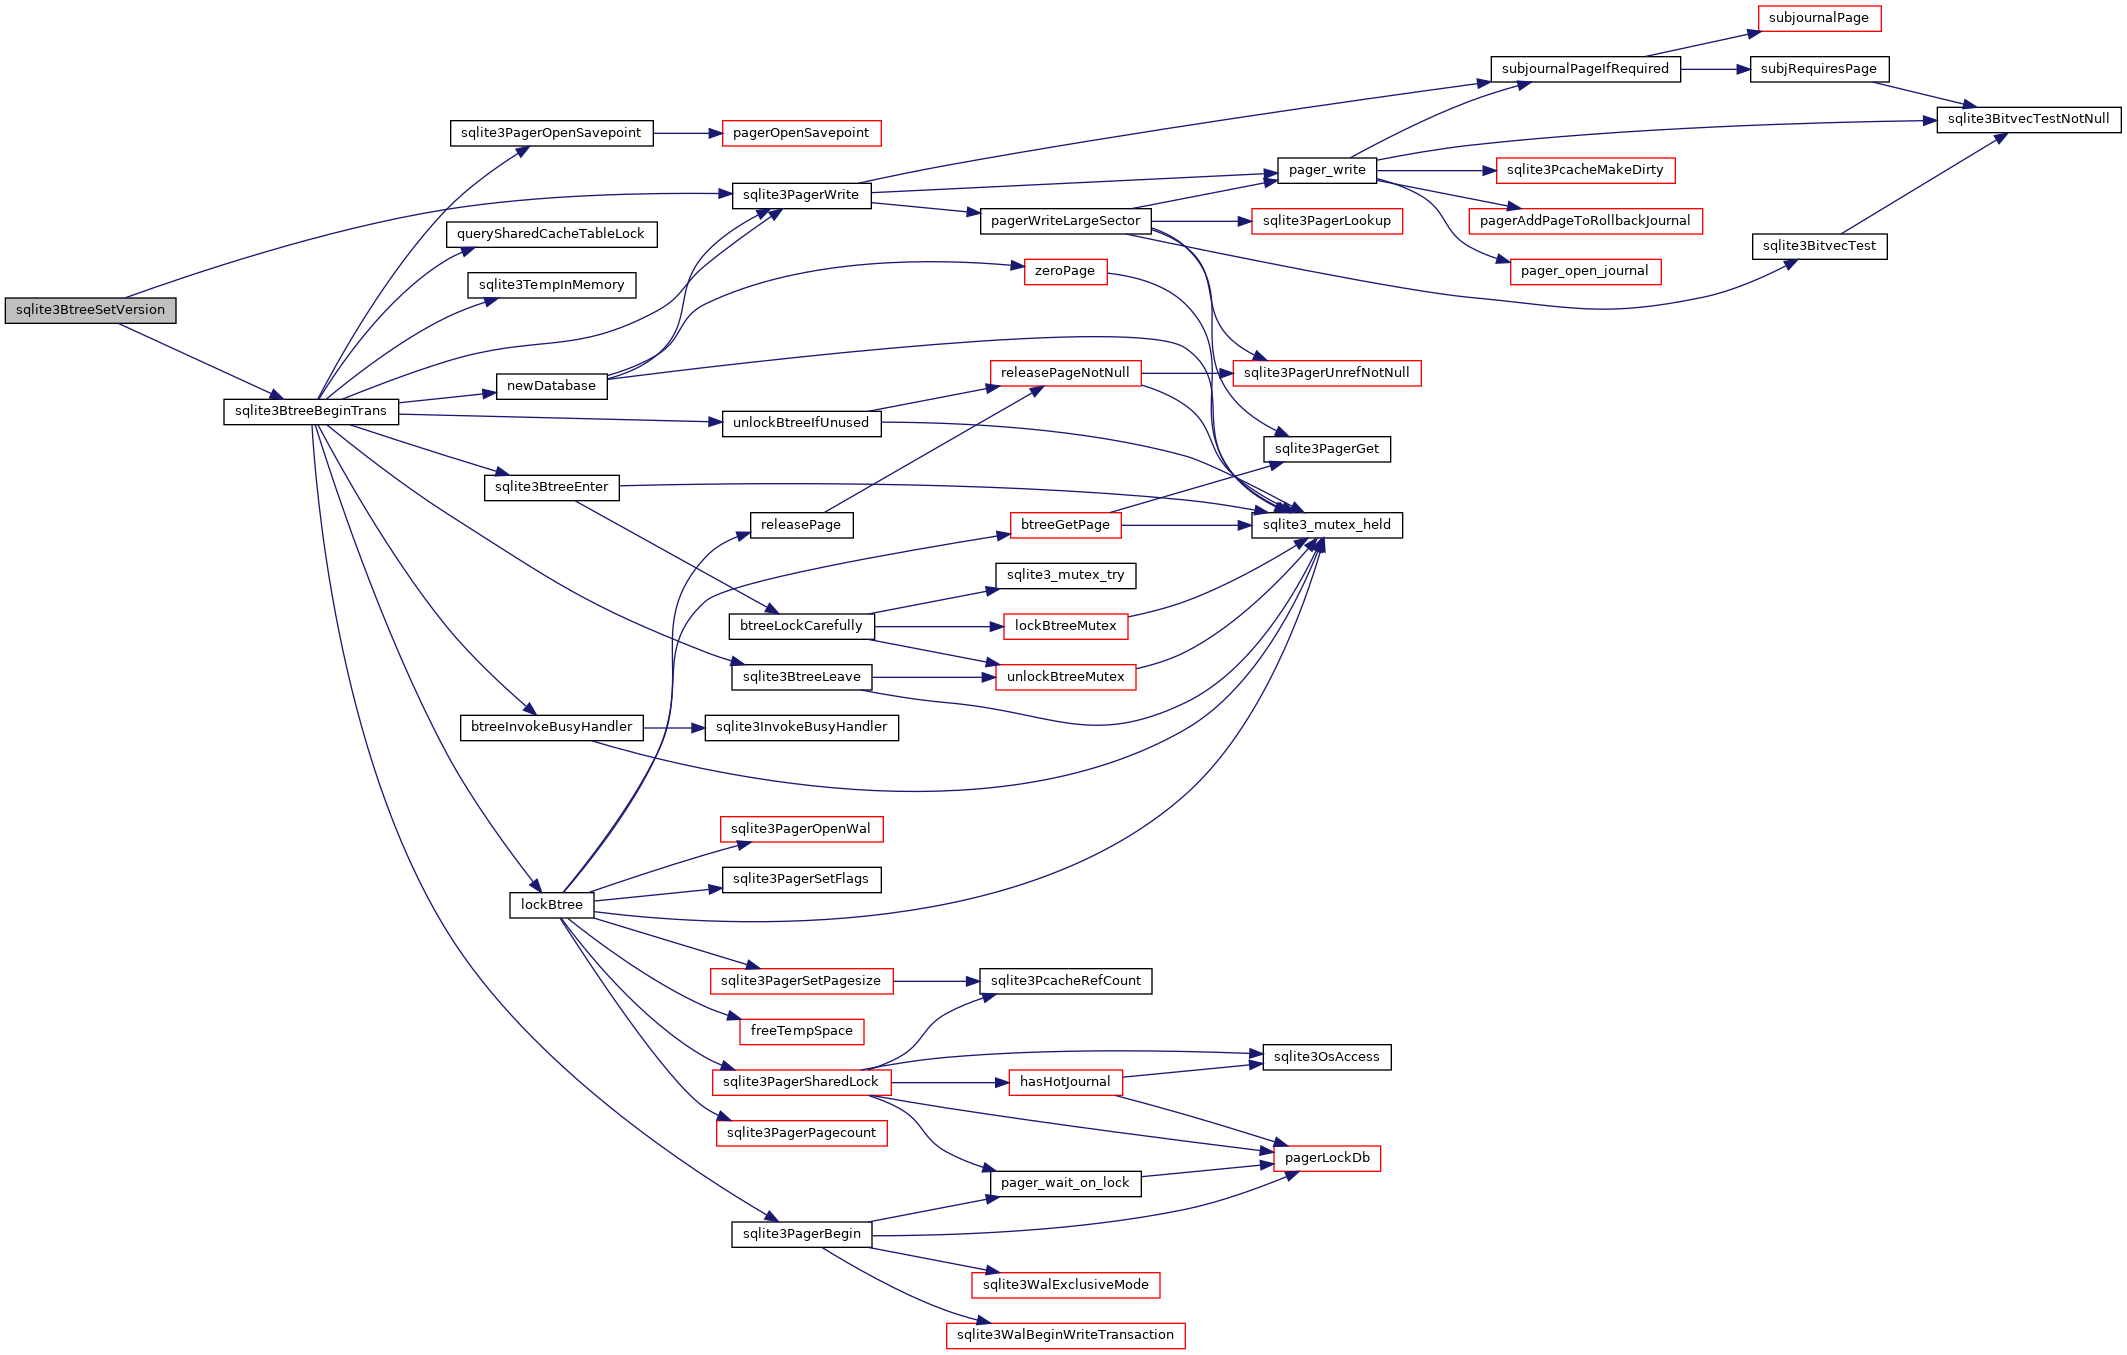 subjournalPage
subjournalPageIfRequired
subjRequiresPage
sqlite3BitvecTestNotNull
sqlite3PagerOpenSavepoint
pagerOpenSavepoint
pager_write
sqlite3PcacheMakeDirty
sqlite3PagerWrite
pagerWriteLargeSector
sqlite3PagerLookup
pagerAddPageToRollbackJournal
querySharedCacheTableLock
sqlite3BitvecTest
zeroPage
pager_open_journal
sqlite3TempInMemory
sqlite3BtreeSetVersion
releasePageNotNull
sqlite3PagerUnrefNotNull
newDatabase
sqlite3BtreeBeginTrans
unlockBtreeIfUnused
sqlite3PagerGet
sqlite3BtreeEnter
releasePage
btreeGetPage
sqlite3_mutex_held
sqlite3_mutex_try
btreeLockCarefully
lockBtreeMutex
sqlite3BtreeLeave
unlockBtreeMutex
btreeInvokeBusyHandler
sqlite3InvokeBusyHandler
sqlite3PagerOpenWal
sqlite3PagerSetFlags
lockBtree
sqlite3PagerSetPagesize
sqlite3PcacheRefCount
freeTempSpace
sqlite3OsAccess
sqlite3PagerSharedLock
hasHotJournal
sqlite3PagerPagecount
pagerLockDb
pager_wait_on_lock
sqlite3PagerBegin
sqlite3WalExclusiveMode
sqlite3WalBeginWriteTransaction